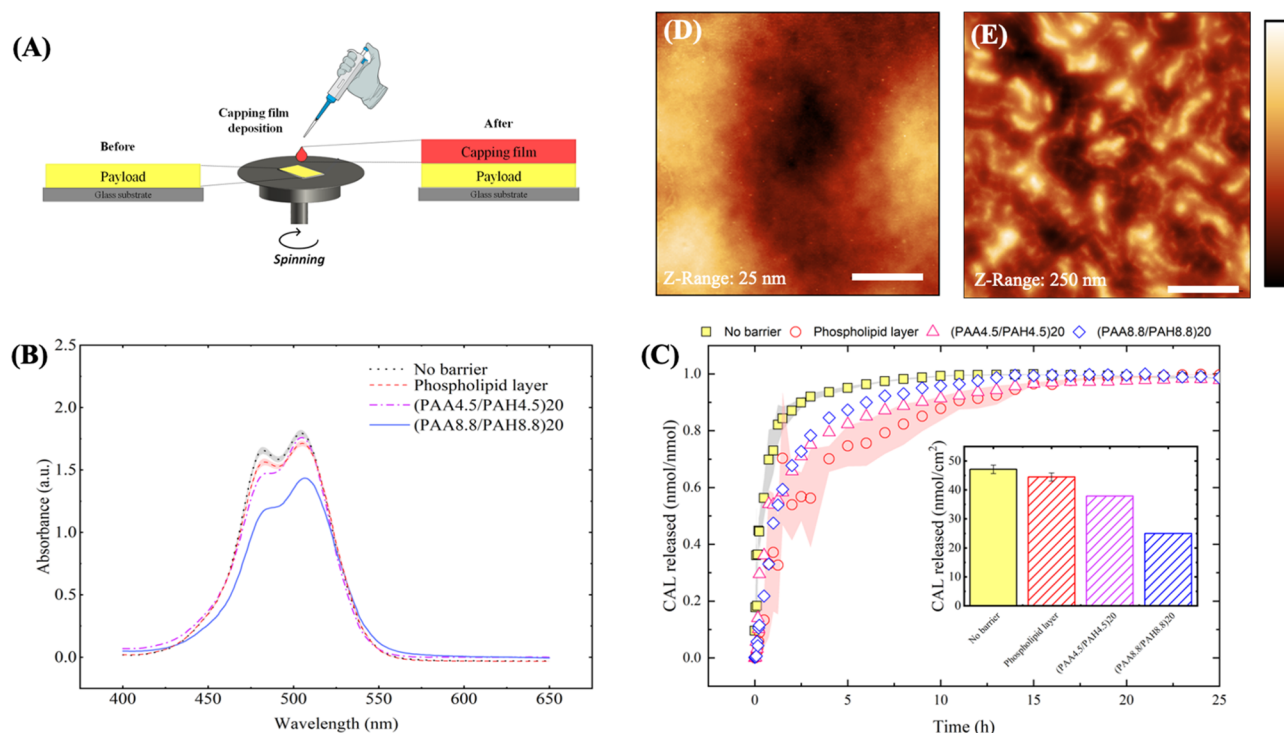 (A)
Capping film
deposition
Before
After
Payload
Glass substrate
Capping film
Payload
Glass substrate
Spinning
(D)
Z-Range: 25 nm
(E)
Z-Range: 250 nm
(B)
2.5
2.0
1.5
1.0
0.5
0.0
Absorbance (a.u.)
No barrier
Phospholipid layer
(PAA4.5/PAH4.5)20
(PAA8.8/PAH8.8)20
400 450 500 550 600 650
Wavelength (nm)
No barrier Phospholipid layer (PAA4.5/PAH4.5)20 (PAA8.8/PAH8.8)20
(C)
1.0
0.8
0.6
0.4
0.2
0.0
CAL released (nmol/nmol)
0 5 10 15 20 25
Time (h)
CAL released (nmol/cm²)
50
40
30
20
10
0
No barrier
Phospholipid layer
(PAA4.5/PAH4.5)20
(PAA8.8/PAH8.8)20